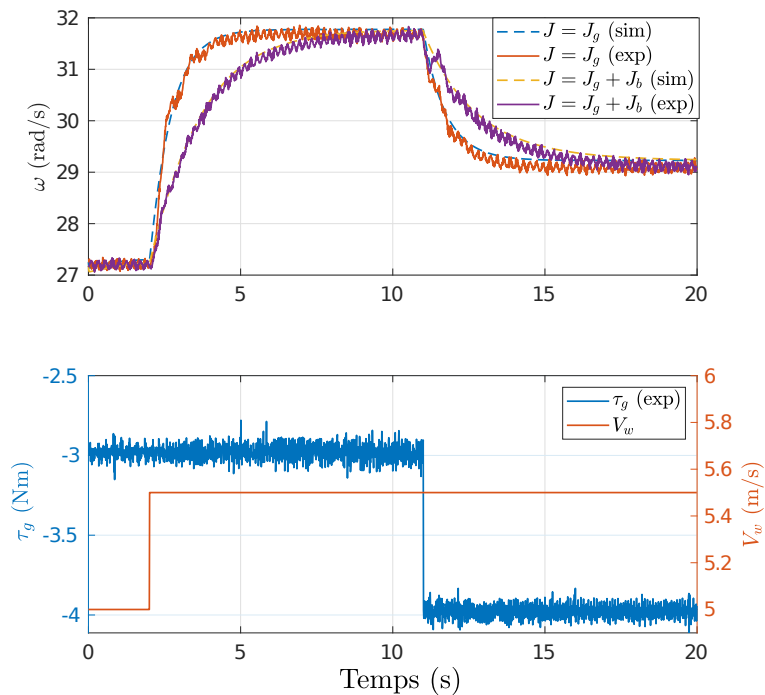 32
31
30
29
28
27
ω (rad/s)
J = J_g (sim)
J = J_g (exp)
J = J_g + J_b (sim)
J = J_g + J_b (exp)
0 5 10 15 20
-2.5
-3
-3.5
-4
τ_g (Nm)
τ_g (exp)
V_w
6
5.8
5.6
5.4
5.2
5
V_w (m/s)
0 5 10 15 20
Temps (s)